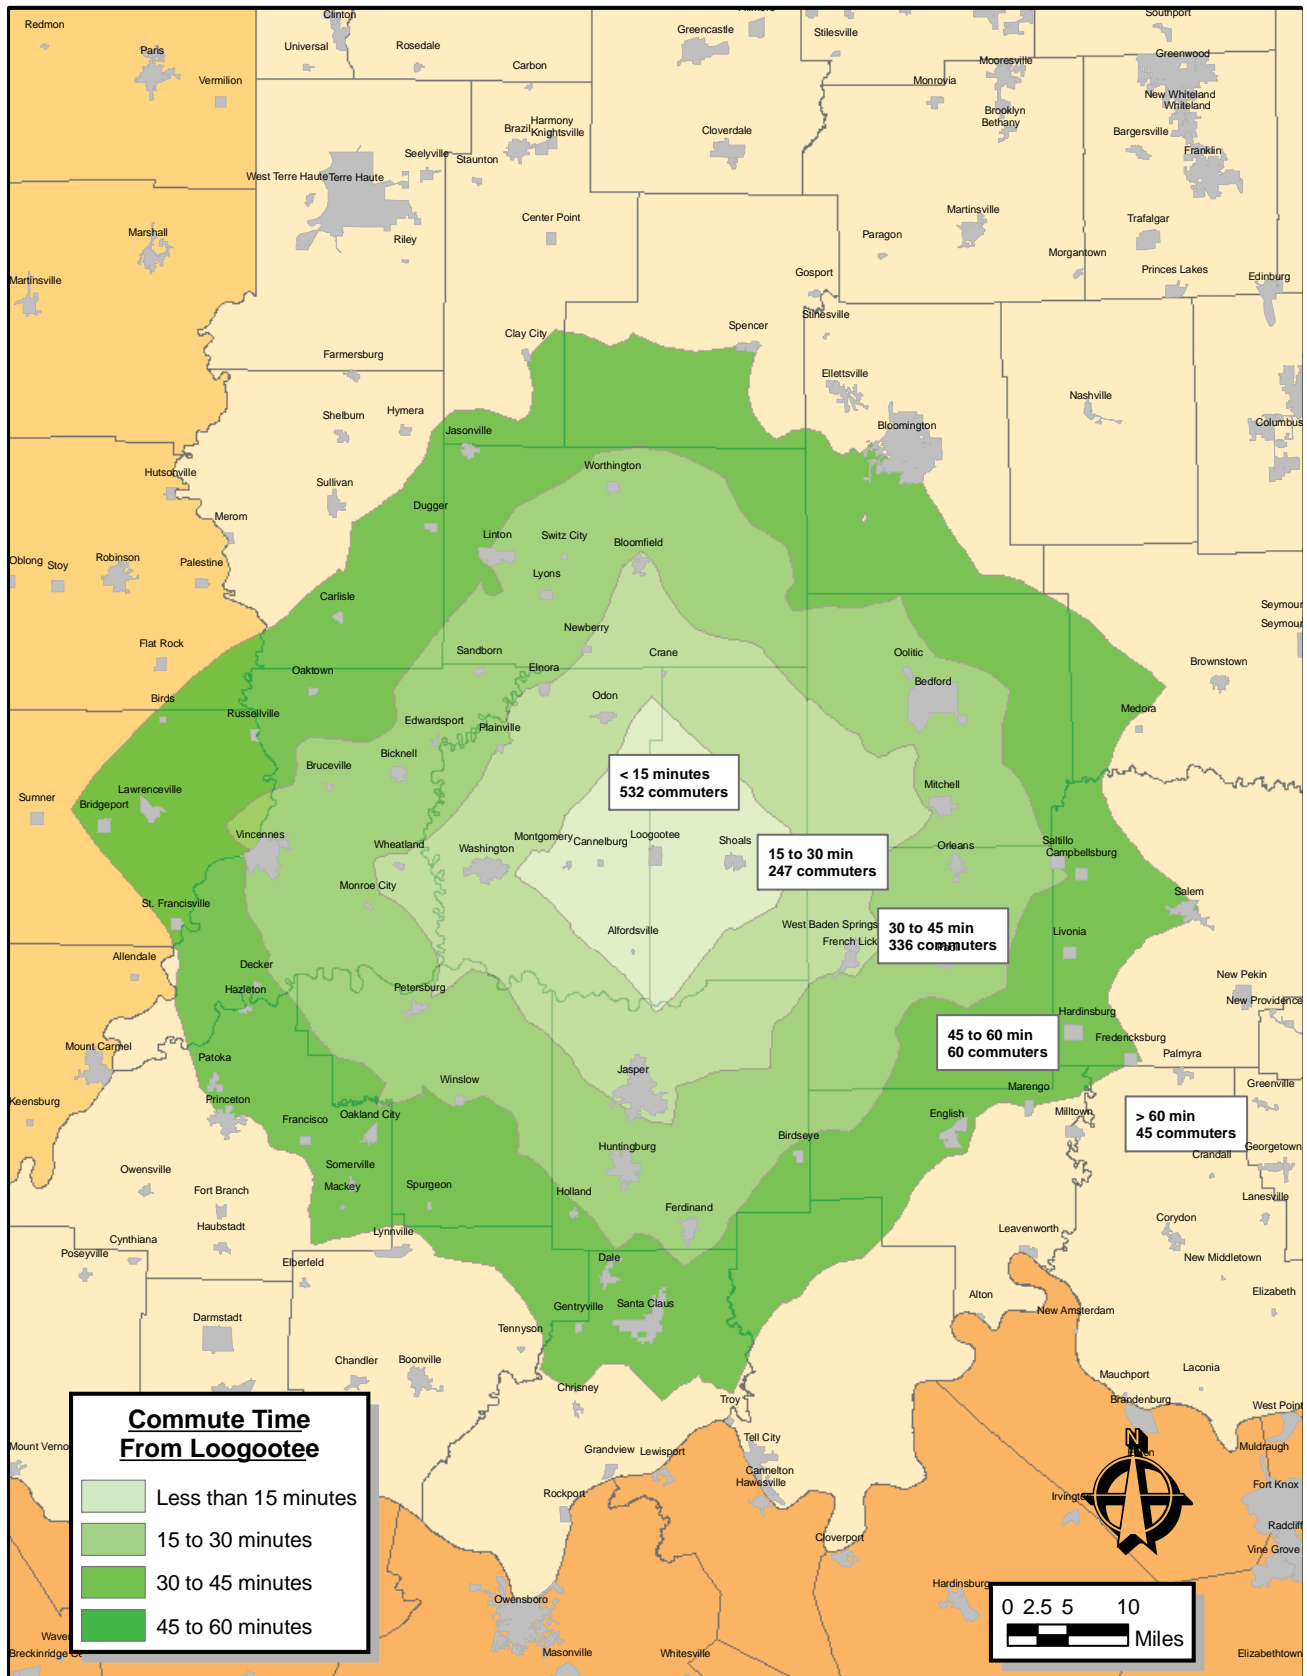 Redmon
Paris
Vermilion
Clinton
Universal
Rosedale
Carbon
Greencastle
Stilesville
Southport
Monrovia
Mooresville
Greenwood
New Whiteland
Whiteland
Brooklyn
Bethany
Bargersville
Franklin
Harmony
Brazil
Knightsville
Cloverdale
Seelyville
Staunton
West Terre Haute
Terre Haute
Riley
Center Point
Marshall
Martinsville
Martinsville
Paragon
Trafalgar
Morgantown
Princes Lakes
Edinburg
Gosport
Stinesville
Spencer
Clay City
Farmersburg
Ellettsville
Nashville
Shelburn
Hymera
Jasonville
Bloomington
Columbus
Hutsonville
Sullivan
Worthington
Merom
Dugger
Linton
Switz City
Bloomfield
Oblong
Stoy
Robinson
Palestine
Lyons
Carlisle
Seymour
Seymour
Newberry
Flat Rock
Sandborn
Elnora
Crane
Oolitic
Bedford
Brownstown
Oaktown
Birds
Russellville
Odon
Medora
Edwardsport
Plainville
Bicknell
Bruceville
< 15 minutes
532 commuters
Mitchell
Sumner
Bridgeport
Lawrenceville
Vincennes
Wheatland
Washington
Montgomery
Cannelburg
Loogootee
Shoals
15 to 30 min
247 commuters
Orleans
Saltillo
Campbellsburg
Monroe City
Salem
St. Francisville
Alfordsville
West Baden Springs
French Lick
30 to 45 min
336 commuters
Livonia
Allendale
Decker
Hazleton
Petersburg
New Pekin
New Providence
Hardinsburg
Fredericksburg
45 to 60 min
60 commuters
Palmyra
Mount Carmel
Patoka
Princeton
Winslow
Jasper
Marengo
Greenville
Keensburg
Francisco
Oakland City
English
Milltown
> 60 min
45 commuters
Birdseye
Huntingburg
Georgetown
Crandall
Owensville
Somerville
Mackey
Spurgeon
Fort Branch
Holland
Ferdinand
Lanesville
Corydon
Haubstadt
Lynnville
Leavenworth
Cynthiana
Poseyville
Elberfeld
Dale
New Middletown
Elizabeth
Gentryville
Santa Claus
Alton
New Amsterdam
Darmstadt
Tennyson
Chandler
Boonville
Chrisney
Troy
Mauchport
Laconia
Brandenburg
West Point
Tell City
Mount Verno
Grandview
Lewisport
Cannelton
Hawesville
Muldraugh
Fort Knox
Rockport
Irvington
Radcliff
Vine Grove
Cloverport
Hardinsburg
Owensboro
Masonville
Whitesville
Elizabethtown
Breckinridge
Commute Time
From Loogootee
Less than 15 minutes
15 to 30 minutes
30 to 45 minutes
45 to 60 minutes
N
0 2.5 5 10
Miles